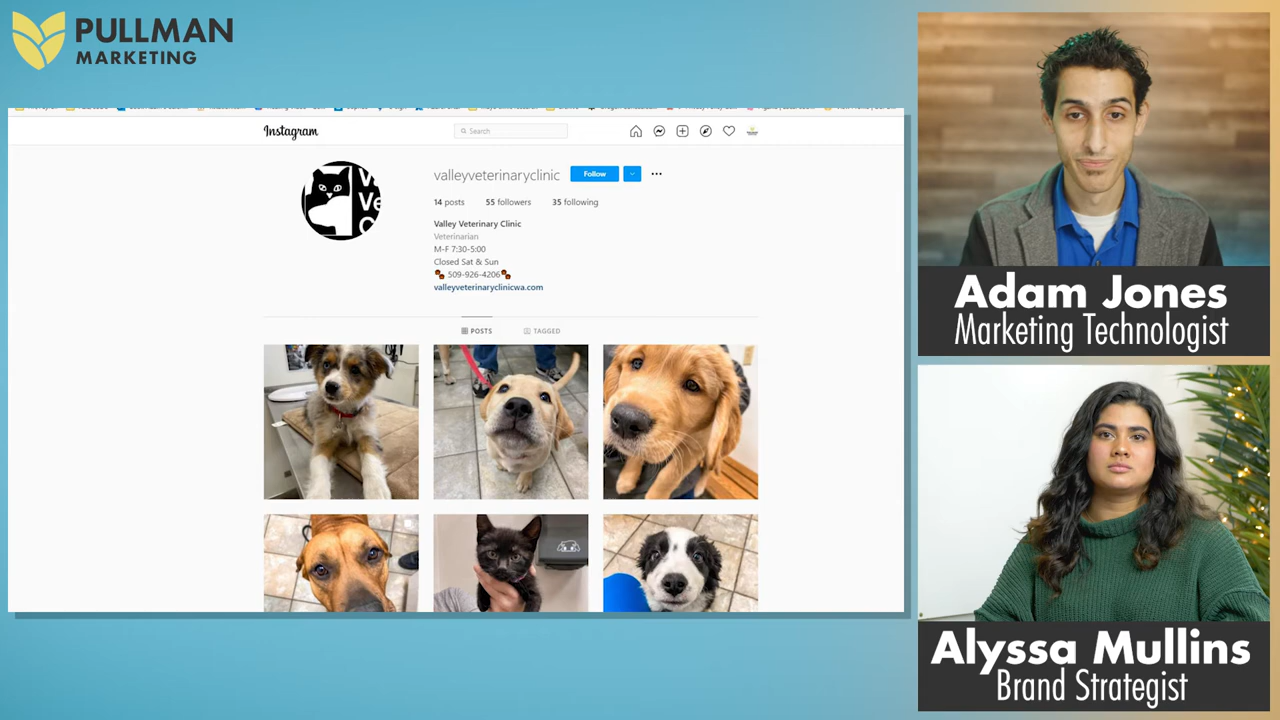 PULLMAN
MARKETING
Instagram
Search
valleyveterinaryclinic
Follow
14 posts 55 followers 35 following
Valley Veterinary Clinic
Veterinarian
M-F 7:30-5:00
Closed Sat & Sun
509-926-4206
valleyveterinaryclinicwa.com
POSTS TAGGED
Adam Jones
Marketing Technologist
Alyssa Mullins
Brand Strategist